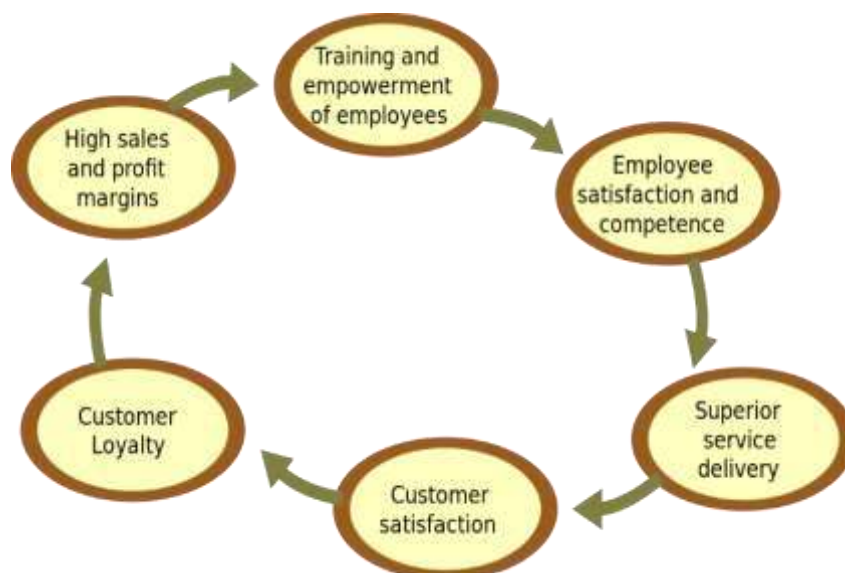 Training and
empowerment
of employees
Employee
satisfaction and
competence
Superior
service
delivery
Customer
satisfaction
Customer
Loyalty
High sales
and profit
margins